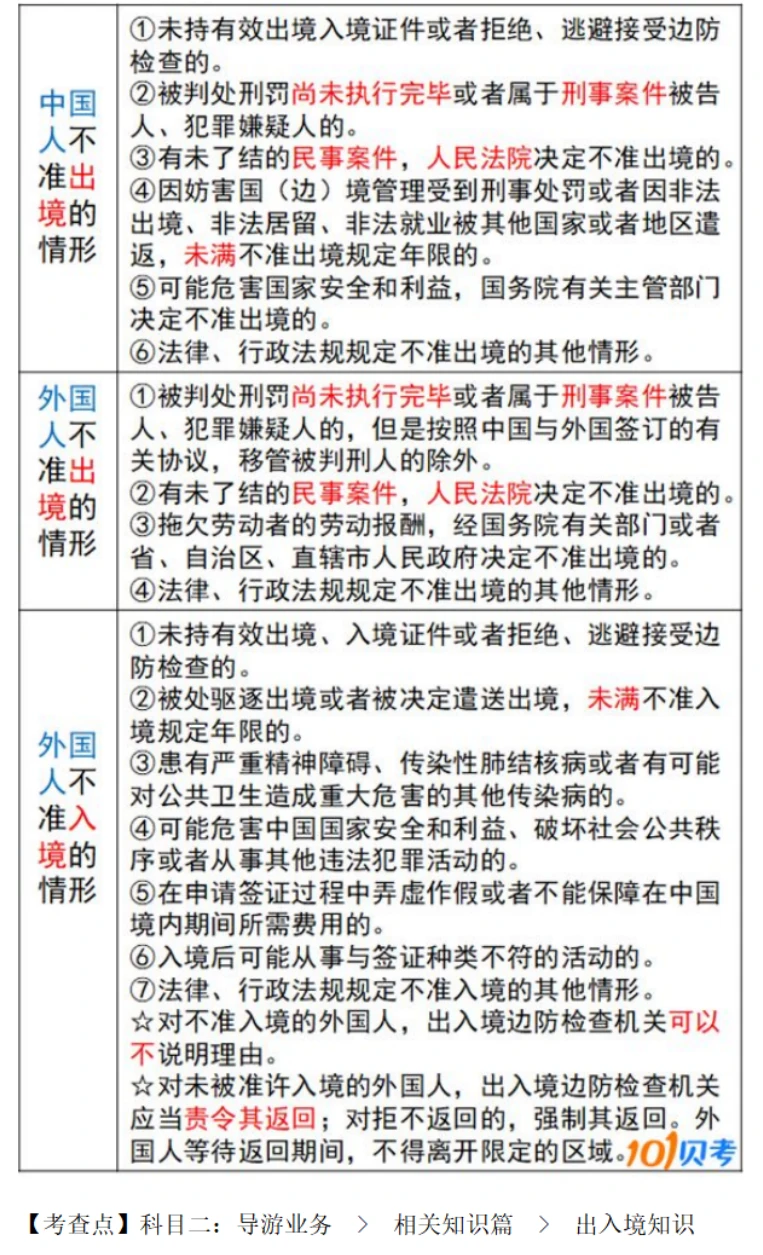 中国
人不
准出
境的
情形
①未持有效出境入境证件或者拒绝、逃避接受边防
检查的。
②被判处刑罚尚未执行完毕或者属于刑事案件被告
人、犯罪嫌疑人的。
③有未了结的民事案件，人民法院决定不准出境的。
④因妨害国（边）境管理受到刑事处罚或者因非法
出境、非法居留、非法就业被其他国家或者地区遣
返，未满不准出境规定年限的。
⑤可能危害国家安全和利益，国务院有关主管部门
决定不准出境的。
⑥法律、行政法规规定不准出境的其他情形。
外国
人不
准出
境的
情形
①被判处刑罚尚未执行完毕或者属于刑事案件被告
人、犯罪嫌疑人的，但是按照中国与外国签订的有
关协议，移管被判刑人的除外。
②有未了结的民事案件，人民法院决定不准出境的。
③拖欠劳动者的劳动报酬，经国务院有关部门或者
省、自治区、直辖市人民政府决定不准出境的。
④法律、行政法规规定不准出境的其他情形。
外国
人不
准入
境的
情形
①未持有效出境、入境证件或者拒绝、逃避接受边
防检查的。
②被处驱逐出境或者被决定遣送出境，未满不准入
境规定年限的。
③患有严重精神障碍、传染性肺结核病或者有可能
对公共卫生造成重大危害的其他传染病的。
④可能危害中国国家安全和利益、破坏社会公共秩
序或者从事其他违法犯罪活动的。
⑤在申请签证过程中弄虚作假或者不能保障在中国
境内期间所需费用的。
⑥入境后可能从事与签证种类不符的活动的。
⑦法律、行政法规规定不准入境的其他情形。
☆对不准入境的外国人，出入境边防检查机关可以
不说明理由。
☆对未被准许入境的外国人，出入境边防检查机关
应当责令其返回；对拒不返回的，强制其返回。外
国人等待返回期间，不得离开限定的区域。
101贝考
【考查点】科目二：导游业务 > 相关知识篇 > 出入境知识